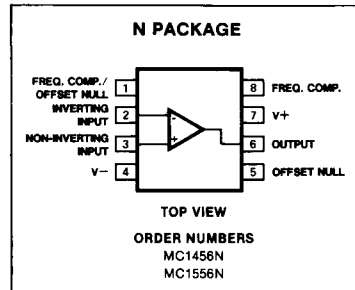 N PACKAGE
FREQ. COMP./
OFFSET NULL 1
8 FREQ. COMP.
INVERTING
INPUT 2
-
7 V+
NON-INVERTING
INPUT 3
+
6 OUTPUT
V− 4
5 OFFSET NULL
TOP VIEW
ORDER NUMBERS
MC1456N
MC1556N